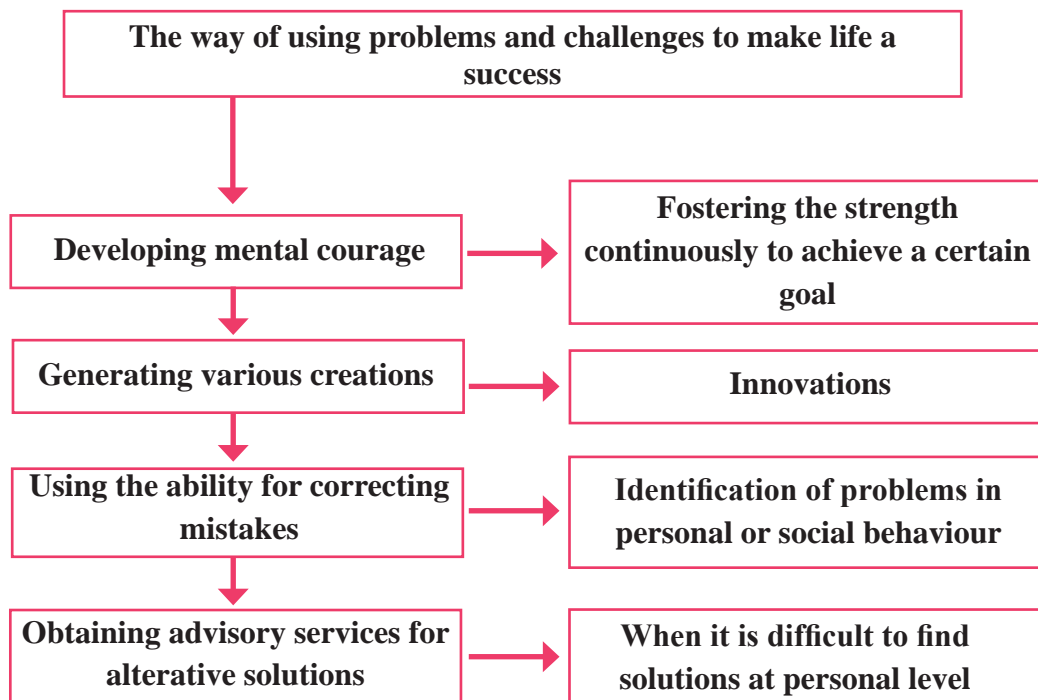 The way of using problems and challenges to make life a
success
Developing mental courage
Fostering the strength
continuously to achieve a certain
goal
Generating various creations
Innovations
Using the ability for correcting
mistakes
Identification of problems in
personal or social behaviour
Obtaining advisory services for
alterative solutions
When it is difficult to find
solutions at personal level